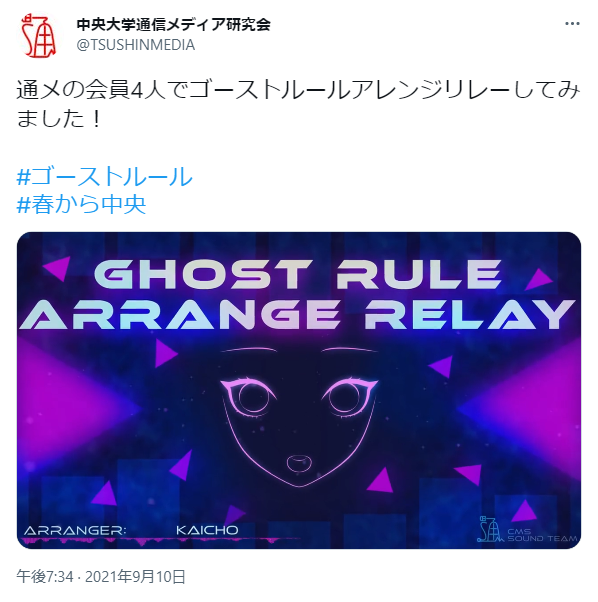 中央大学通信メディア研究会
@TSUSHINMEDIA
通メの会員4人でゴーストルールアレンジリレーしてみ
ました！
#ゴーストルール
#春から中央
GHOST RULE
ARRANGE RELAY
ARRANGER: KAICHO
CMS
SOUND TEAM
午後7:34 · 2021年9月10日